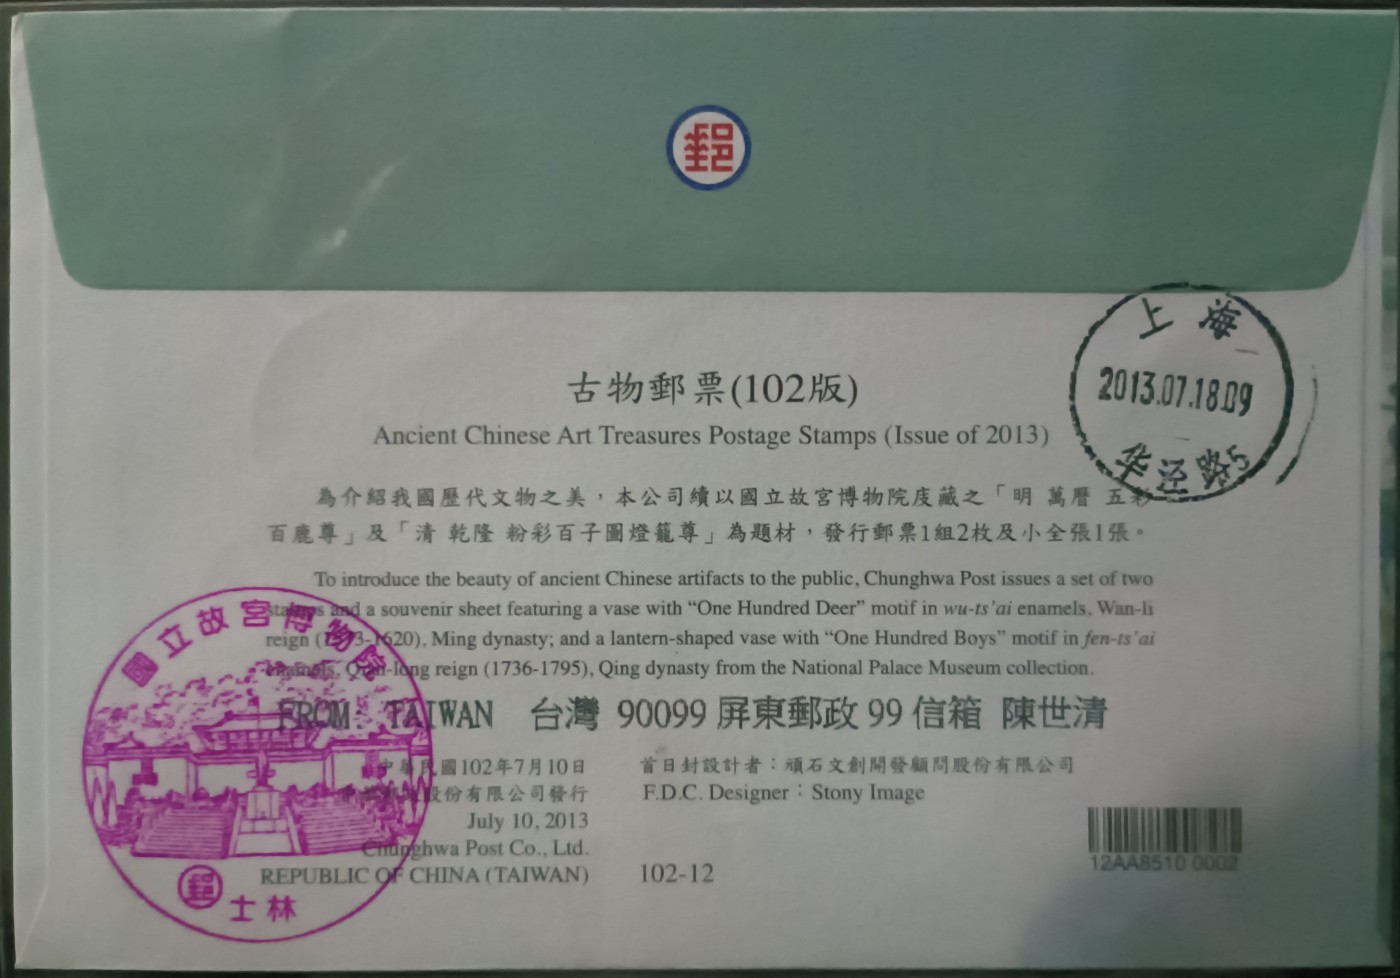 郵
上海
2013.07.18.09
华泾路5
古物郵票(102版)
Ancient Chinese Art Treasures Postage Stamps (Issue of 2013)
為介紹我國歷代文物之美，本公司續以國立故宮博物院庋藏之「明 萬曆 五彩
百鹿尊」及「清 乾隆 粉彩百子圖燈籠尊」為題材，發行郵票1組2枚及小全張1張。
To introduce the beauty of ancient Chinese artifacts to the public, Chunghwa Post issues a set of two
stamps and a souvenir sheet featuring a vase with “One Hundred Deer” motif in wu-ts’ai enamels, Wan-li
reign (1573-1620), Ming dynasty; and a lantern-shaped vase with “One Hundred Boys” motif in fen-ts’ai
enamels, Qian-long reign (1736-1795), Qing dynasty from the National Palace Museum collection.
國立故宮博物院
FROM TAIWAN 台灣 90099 屏東郵政 99 信箱 陳世清
中華民國102年7月10日
中華郵政股份有限公司發行
July 10, 2013
Chunghwa Post Co., Ltd.
REPUBLIC OF CHINA (TAIWAN)
首日封設計者：頑石文創開發顧問股份有限公司
F.D.C. Designer：Stony Image
102-12
12AA8510 0002
郵
士林